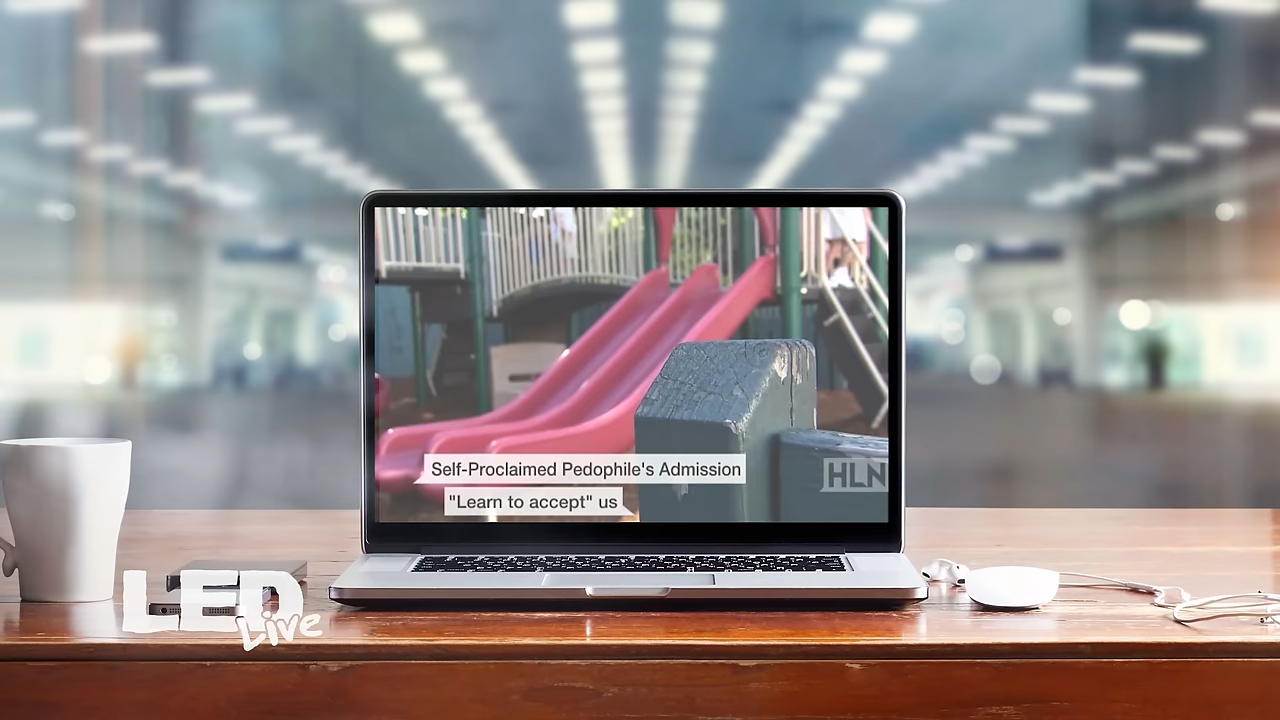 Self-Proclaimed Pedophile's Admission
"Learn to accept" us
HLN
LED
Live